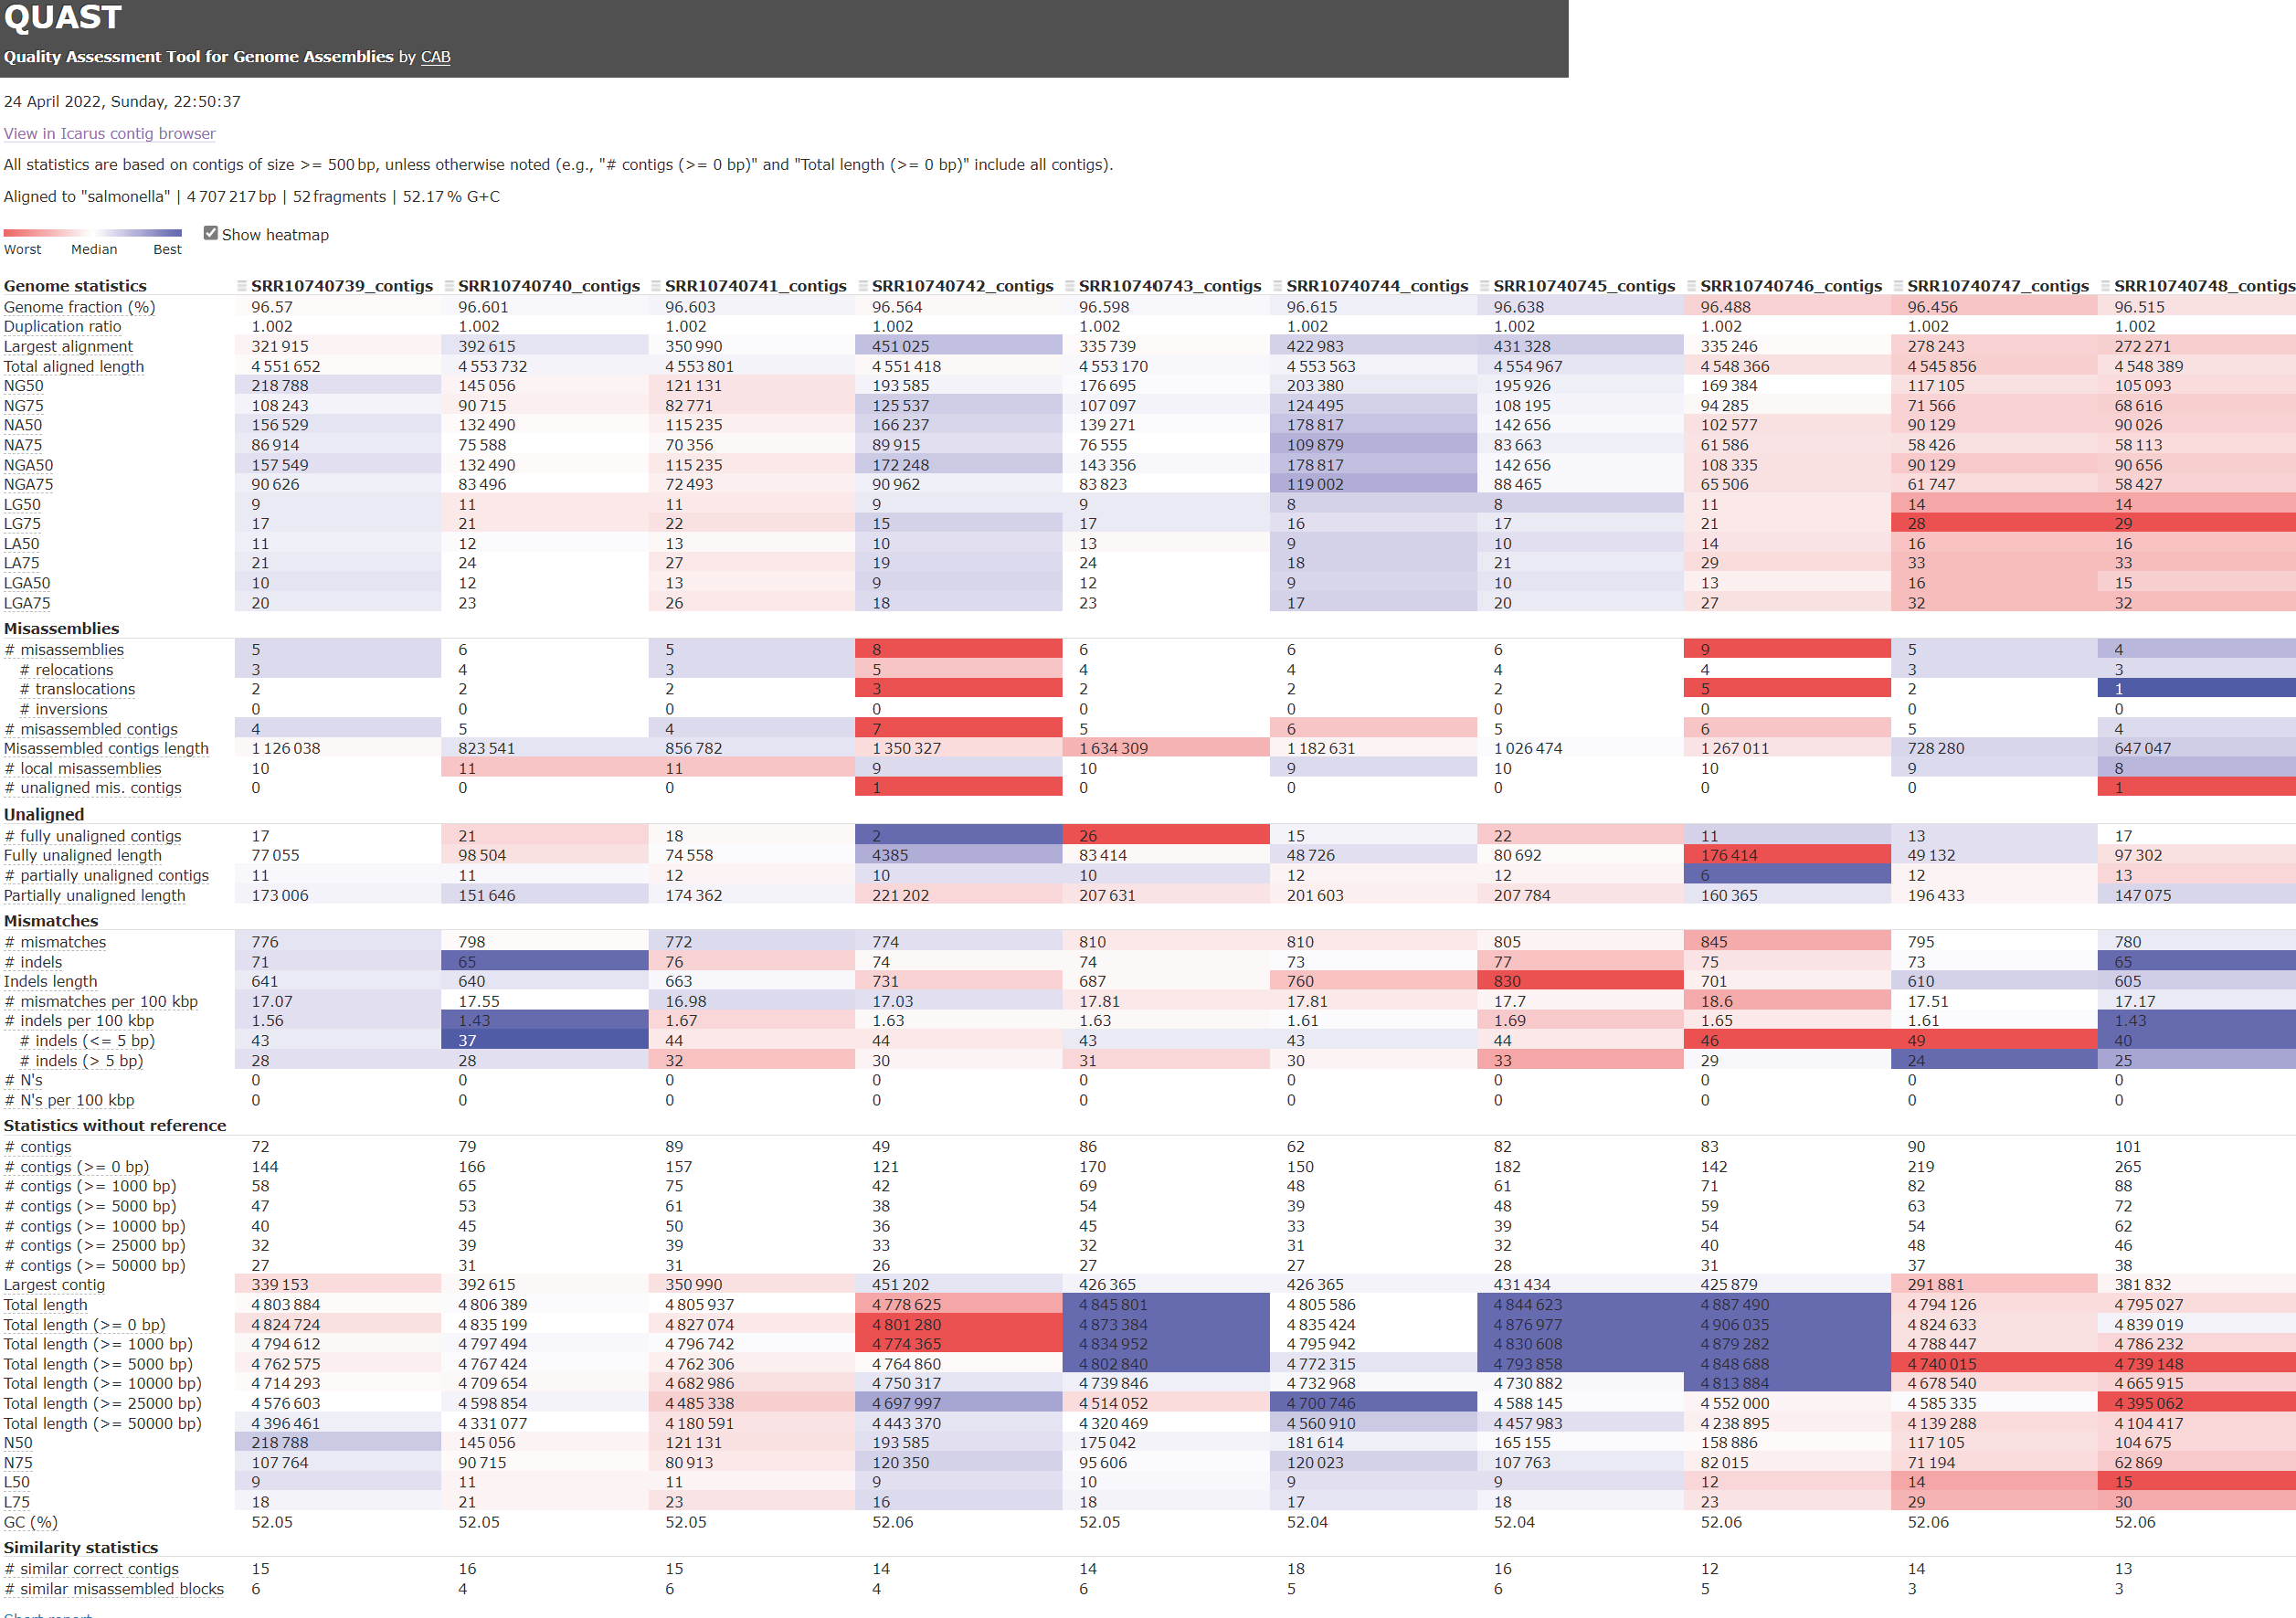 QUAST
Quality Assessment Tool for Genome Assemblies by CAB
24 April 2022, Sunday, 22:50:37
View in Icarus contig browser
All statistics are based on contigs of size >= 500 bp, unless otherwise noted (e.g., "# contigs (>= 0 bp)" and "Total length (>= 0 bp)" include all contigs).
Aligned to "salmonella" | 4 707 217 bp | 52 fragments | 52.17 % G+C
Worst Median Best Show heatmap
Genome statistics SRR10740739_contigs SRR10740740_contigs SRR10740741_contigs SRR10740742_contigs SRR10740743_contigs SRR10740744_contigs SRR10740745_contigs SRR10740746_contigs SRR10740747_contigs SRR10740748_contigs
Genome fraction (%) 96.57 96.601 96.603 96.564 96.598 96.615 96.638 96.488 96.456 96.515
Duplication ratio 1.002 1.002 1.002 1.002 1.002 1.002 1.002 1.002 1.002 1.002
Largest alignment 321 915 392 615 350 990 451 025 335 739 422 983 431 328 335 246 278 243 272 271
Total aligned length 4 551 652 4 553 732 4 553 801 4 551 418 4 553 170 4 553 563 4 554 967 4 548 366 4 545 856 4 548 389
NG50 218 788 145 056 121 131 193 585 176 695 203 380 195 926 169 384 117 105 105 093
NG75 108 243 90 715 82 771 125 537 107 097 124 495 108 195 94 285 71 566 68 616
NA50 156 529 132 490 115 235 166 237 139 271 178 817 142 656 102 577 90 129 90 026
NA75 86 914 75 588 70 356 89 915 76 555 109 879 83 663 61 586 58 426 58 113
NGA50 157 549 132 490 115 235 172 248 143 356 178 817 142 656 108 335 90 129 90 656
NGA75 90 626 83 496 72 493 90 962 83 823 119 002 88 465 65 506 61 747 58 427
LG50 9 11 11 9 9 8 8 11 14 14
LG75 17 21 22 15 17 16 17 21 28 29
LA50 11 12 13 10 13 9 10 14 16 16
LA75 21 24 27 19 24 18 21 29 33 33
LGA50 10 12 13 9 12 9 10 13 16 15
LGA75 20 23 26 18 23 17 20 27 32 32
Misassemblies
# misassemblies 5 6 5 8 6 6 6 9 5 4
# relocations 3 4 3 5 4 4 4 4 3 3
# translocations 2 2 2 3 2 2 2 5 2 1
# inversions 0 0 0 0 0 0 0 0 0 0
# misassembled contigs 4 5 4 7 5 6 5 6 5 4
Misassembled contigs length 1 126 038 823 541 856 782 1 350 327 1 634 309 1 182 631 1 026 474 1 267 011 728 280 647 047
# local misassemblies 10 11 11 9 10 9 10 10 9 8
# unaligned mis. contigs 0 0 0 1 0 0 0 0 0 1
Unaligned
# fully unaligned contigs 17 21 18 2 26 15 22 11 13 17
Fully unaligned length 77 055 98 504 74 558 4385 83 414 48 726 80 692 176 414 49 132 97 302
# partially unaligned contigs 11 11 12 10 10 12 12 6 12 13
Partially unaligned length 173 006 151 646 174 362 221 202 207 631 201 603 207 784 160 365 196 433 147 075
Mismatches
# mismatches 776 798 772 774 810 810 805 845 795 780
# indels 71 65 76 74 74 73 77 75 73 65
Indels length 641 640 663 731 687 760 830 701 610 605
# mismatches per 100 kbp 17.07 17.55 16.98 17.03 17.81 17.81 17.7 18.6 17.51 17.17
# indels per 100 kbp 1.56 1.43 1.67 1.63 1.63 1.61 1.69 1.65 1.61 1.43
# indels (<= 5 bp) 43 37 44 44 43 43 44 46 49 40
# indels (> 5 bp) 28 28 32 30 31 30 33 29 24 25
# N's 0 0 0 0 0 0 0 0 0 0
# N's per 100 kbp 0 0 0 0 0 0 0 0 0 0
Statistics without reference
# contigs 72 79 89 49 86 62 82 83 90 101
# contigs (>= 0 bp) 144 166 157 121 170 150 182 142 219 265
# contigs (>= 1000 bp) 58 65 75 42 69 48 61 71 82 88
# contigs (>= 5000 bp) 47 53 61 38 54 39 48 59 63 72
# contigs (>= 10000 bp) 40 45 50 36 45 33 39 54 54 62
# contigs (>= 25000 bp) 32 39 39 33 32 31 32 40 48 46
# contigs (>= 50000 bp) 27 31 31 26 27 27 28 31 37 38
Largest contig 339 153 392 615 350 990 451 202 426 365 426 365 431 434 425 879 291 881 381 832
Total length 4 803 884 4 806 389 4 805 937 4 778 625 4 845 801 4 805 586 4 844 623 4 887 490 4 794 126 4 795 027
Total length (>= 0 bp) 4 824 724 4 835 199 4 827 074 4 801 280 4 873 384 4 835 424 4 876 977 4 906 035 4 824 633 4 839 019
Total length (>= 1000 bp) 4 794 612 4 797 494 4 796 742 4 774 365 4 834 952 4 795 942 4 830 608 4 879 282 4 788 447 4 786 232
Total length (>= 5000 bp) 4 762 575 4 767 424 4 762 306 4 764 860 4 802 840 4 772 315 4 793 858 4 848 688 4 740 015 4 739 148
Total length (>= 10000 bp) 4 714 293 4 709 654 4 682 986 4 750 317 4 739 846 4 732 968 4 730 882 4 813 884 4 678 540 4 665 915
Total length (>= 25000 bp) 4 576 603 4 598 854 4 485 338 4 697 997 4 514 052 4 700 746 4 588 145 4 552 000 4 585 335 4 395 062
Total length (>= 50000 bp) 4 396 461 4 331 077 4 180 591 4 443 370 4 320 469 4 560 910 4 457 983 4 238 895 4 139 288 4 104 417
N50 218 788 145 056 121 131 193 585 175 042 181 614 165 155 158 886 117 105 104 675
N75 107 764 90 715 80 913 120 350 95 606 120 023 107 763 82 015 71 194 62 869
L50 9 11 11 9 10 9 9 12 14 15
L75 18 21 23 16 18 17 18 23 29 30
GC (%) 52.05 52.05 52.05 52.06 52.05 52.04 52.04 52.06 52.06 52.06
Similarity statistics
# similar correct contigs 15 16 15 14 14 18 16 12 14 13
# similar misassembled blocks 6 4 6 4 6 5 6 5 3 3